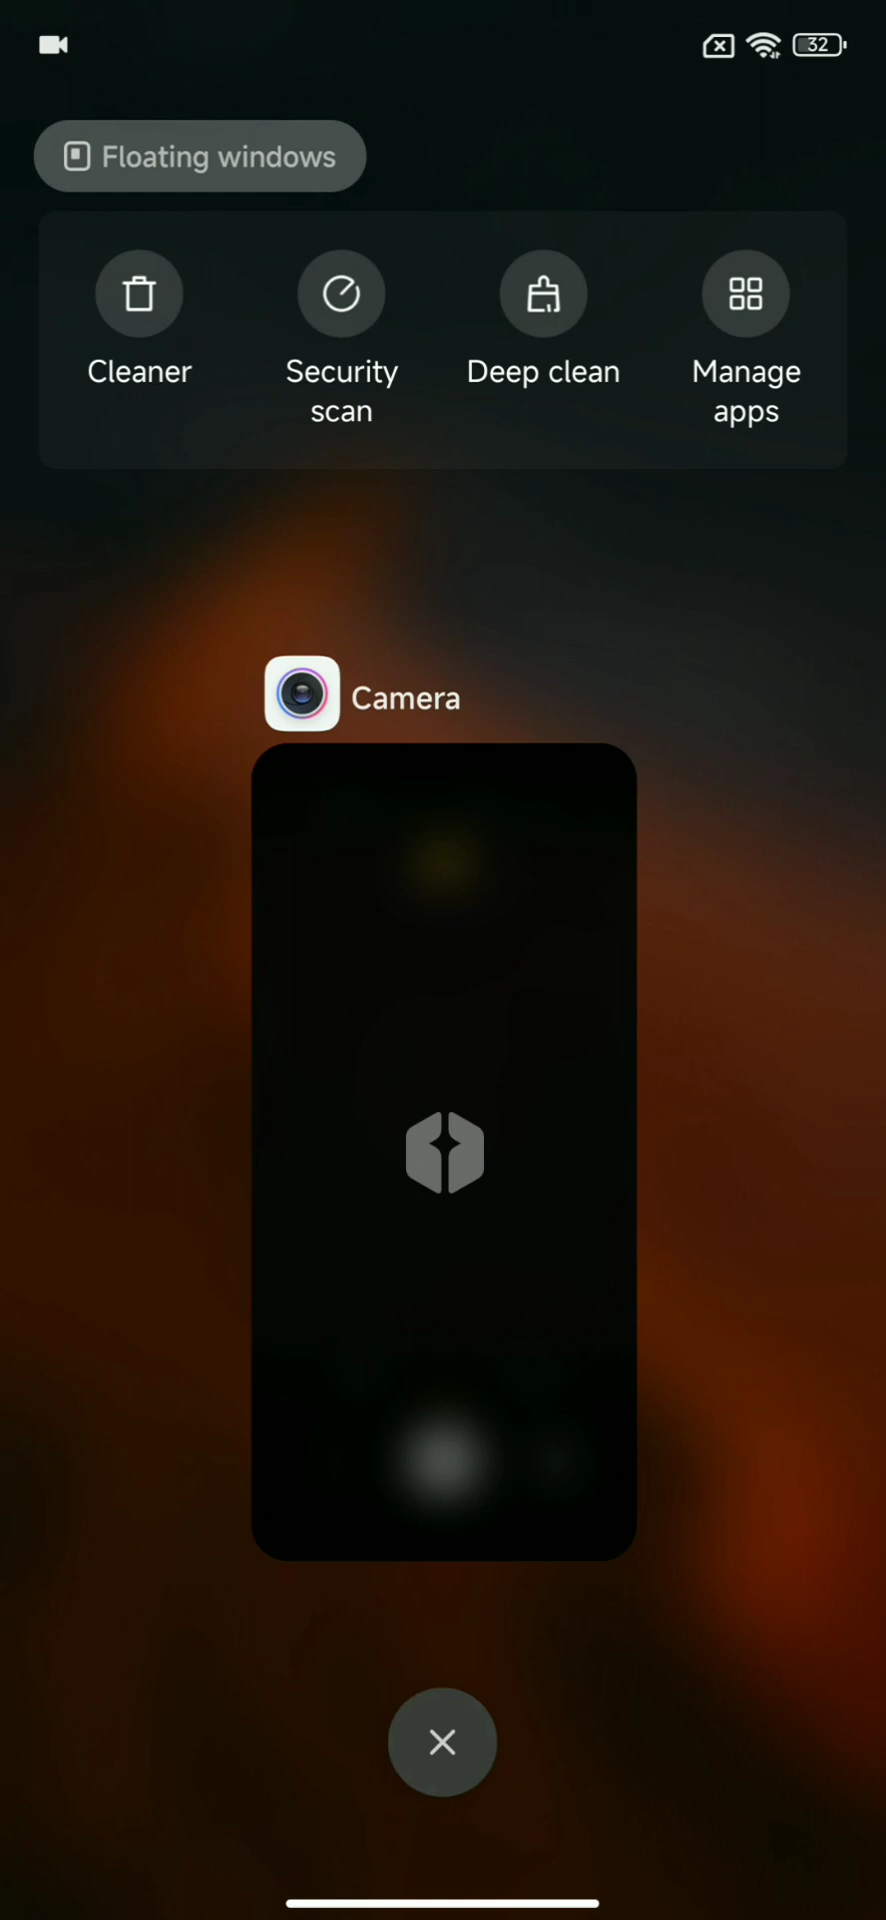 32
Floating windows
Cleaner
Security
scan
Deep clean
Manage
apps
Camera